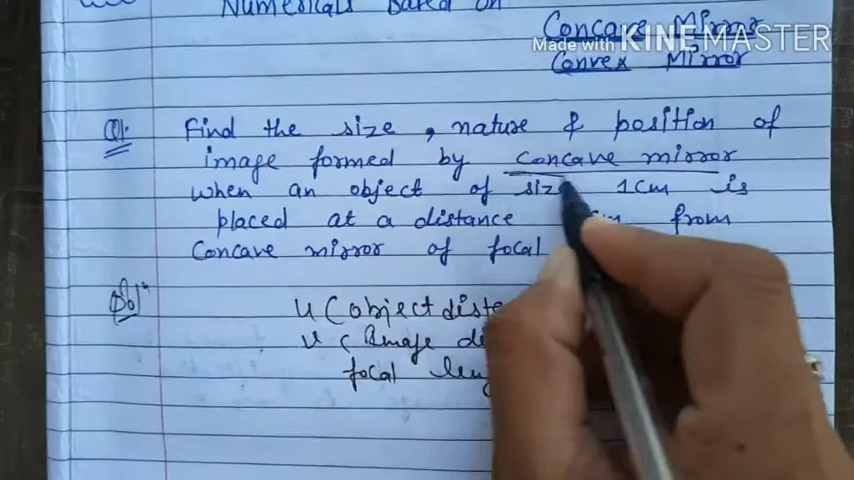 Numericals Based on
Concave Mirror
Made with KINEMASTER
Convex Mirror
Q1. Find the size, nature & position of
image formed by concave mirror
when an object of size 1cm is
placed at a distance from
Concave mirror of focal
Sol^n u (object dist
v (Image di
focal leng